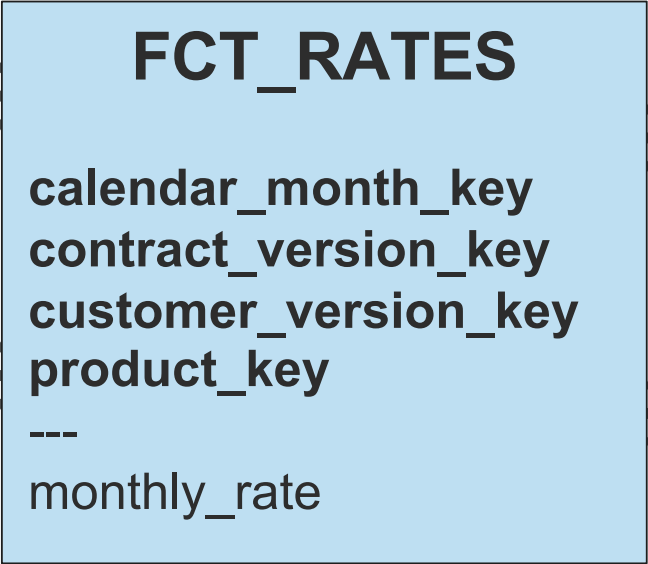 FCT_RATES
calendar_month_key
contract_version_key
customer_version_key
product_key
---
monthly_rate